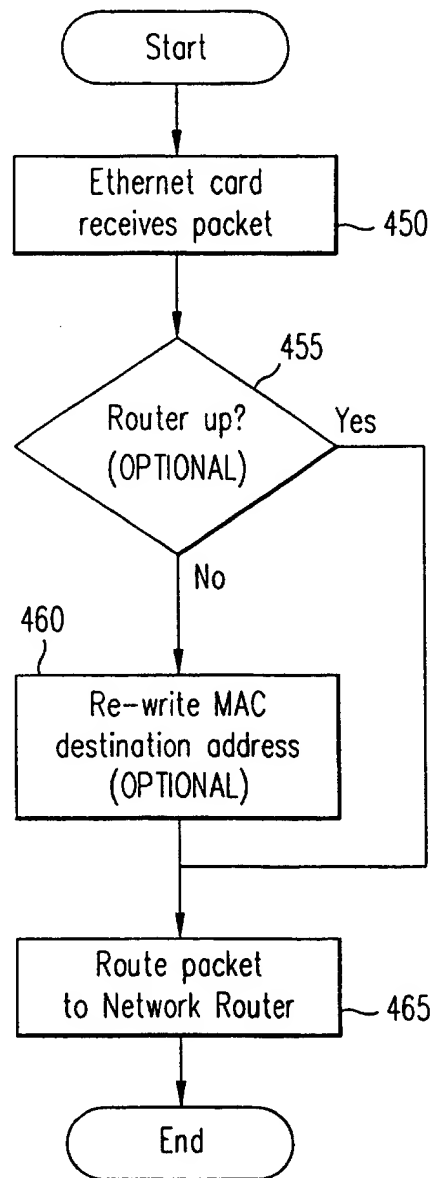 Start
Ethernet card
receives packet
450
455
Router up?
(OPTIONAL)
Yes
No
460
Re-write MAC
destination address
(OPTIONAL)
Route packet
to Network Router
465
End